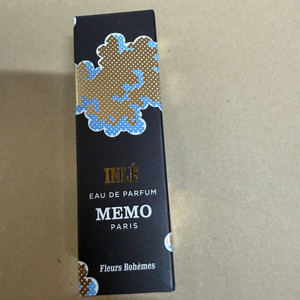 INLÉ
EAU DE PARFUM
MEMO
PARIS
Fleurs Bohèmes